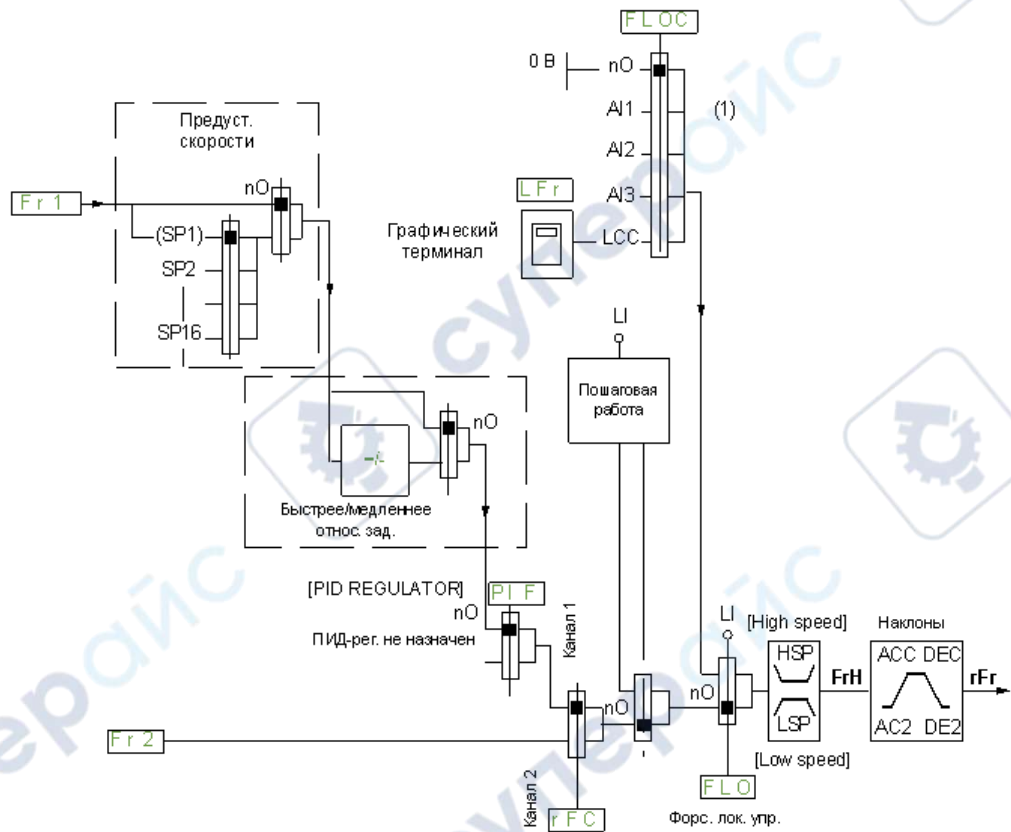 FLOC
0 В
nO
AI1
(1)
AI2
AI3
LCC
LFr
Графический
терминал
Предуст.
скорости
Fr1
nO
(SP1)
SP2
SP16
LI
Пошаговая
работа
nO
–/-
Быстрее/медленнее
относ. зад.
[PID REGULATOR]
PIF
nO
ПИД-рег. не назначен
Канал 1
nO
LI
nO
[High speed]
HSP
LSP
[Low speed]
FrH
Наклоны
ACC DEC
AC2 DE2
rFr
Fr2
Канал 2
rFC
FLO
Форс. лок. упр.
суперайс
суперайс
суперайс